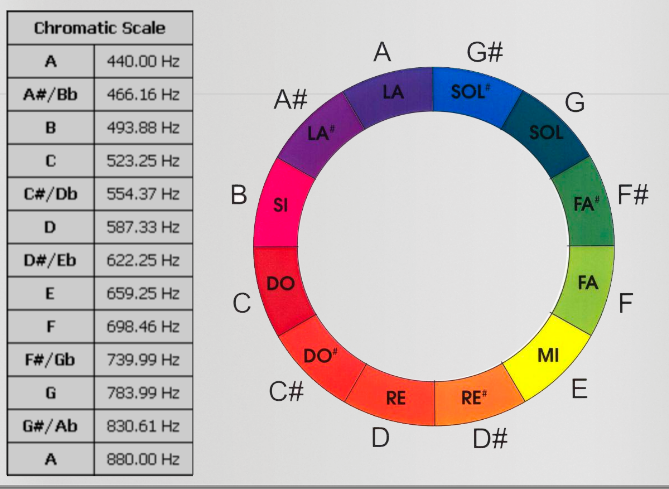 Chromatic Scale
A 440.00 Hz
A#/Bb 466.16 Hz
B 493.88 Hz
C 523.25 Hz
C#/Db 554.37 Hz
D 587.33 Hz
D#/Eb 622.25 Hz
E 659.25 Hz
F 698.46 Hz
F#/Gb 739.99 Hz
G 783.99 Hz
G#/Ab 830.61 Hz
A 880.00 Hz
A
G#
G
F#
F
E
D#
D
C#
C
B
A#
LA
SOL#
SOL
FA#
FA
MI
RE#
RE
DO#
DO
SI
LA#